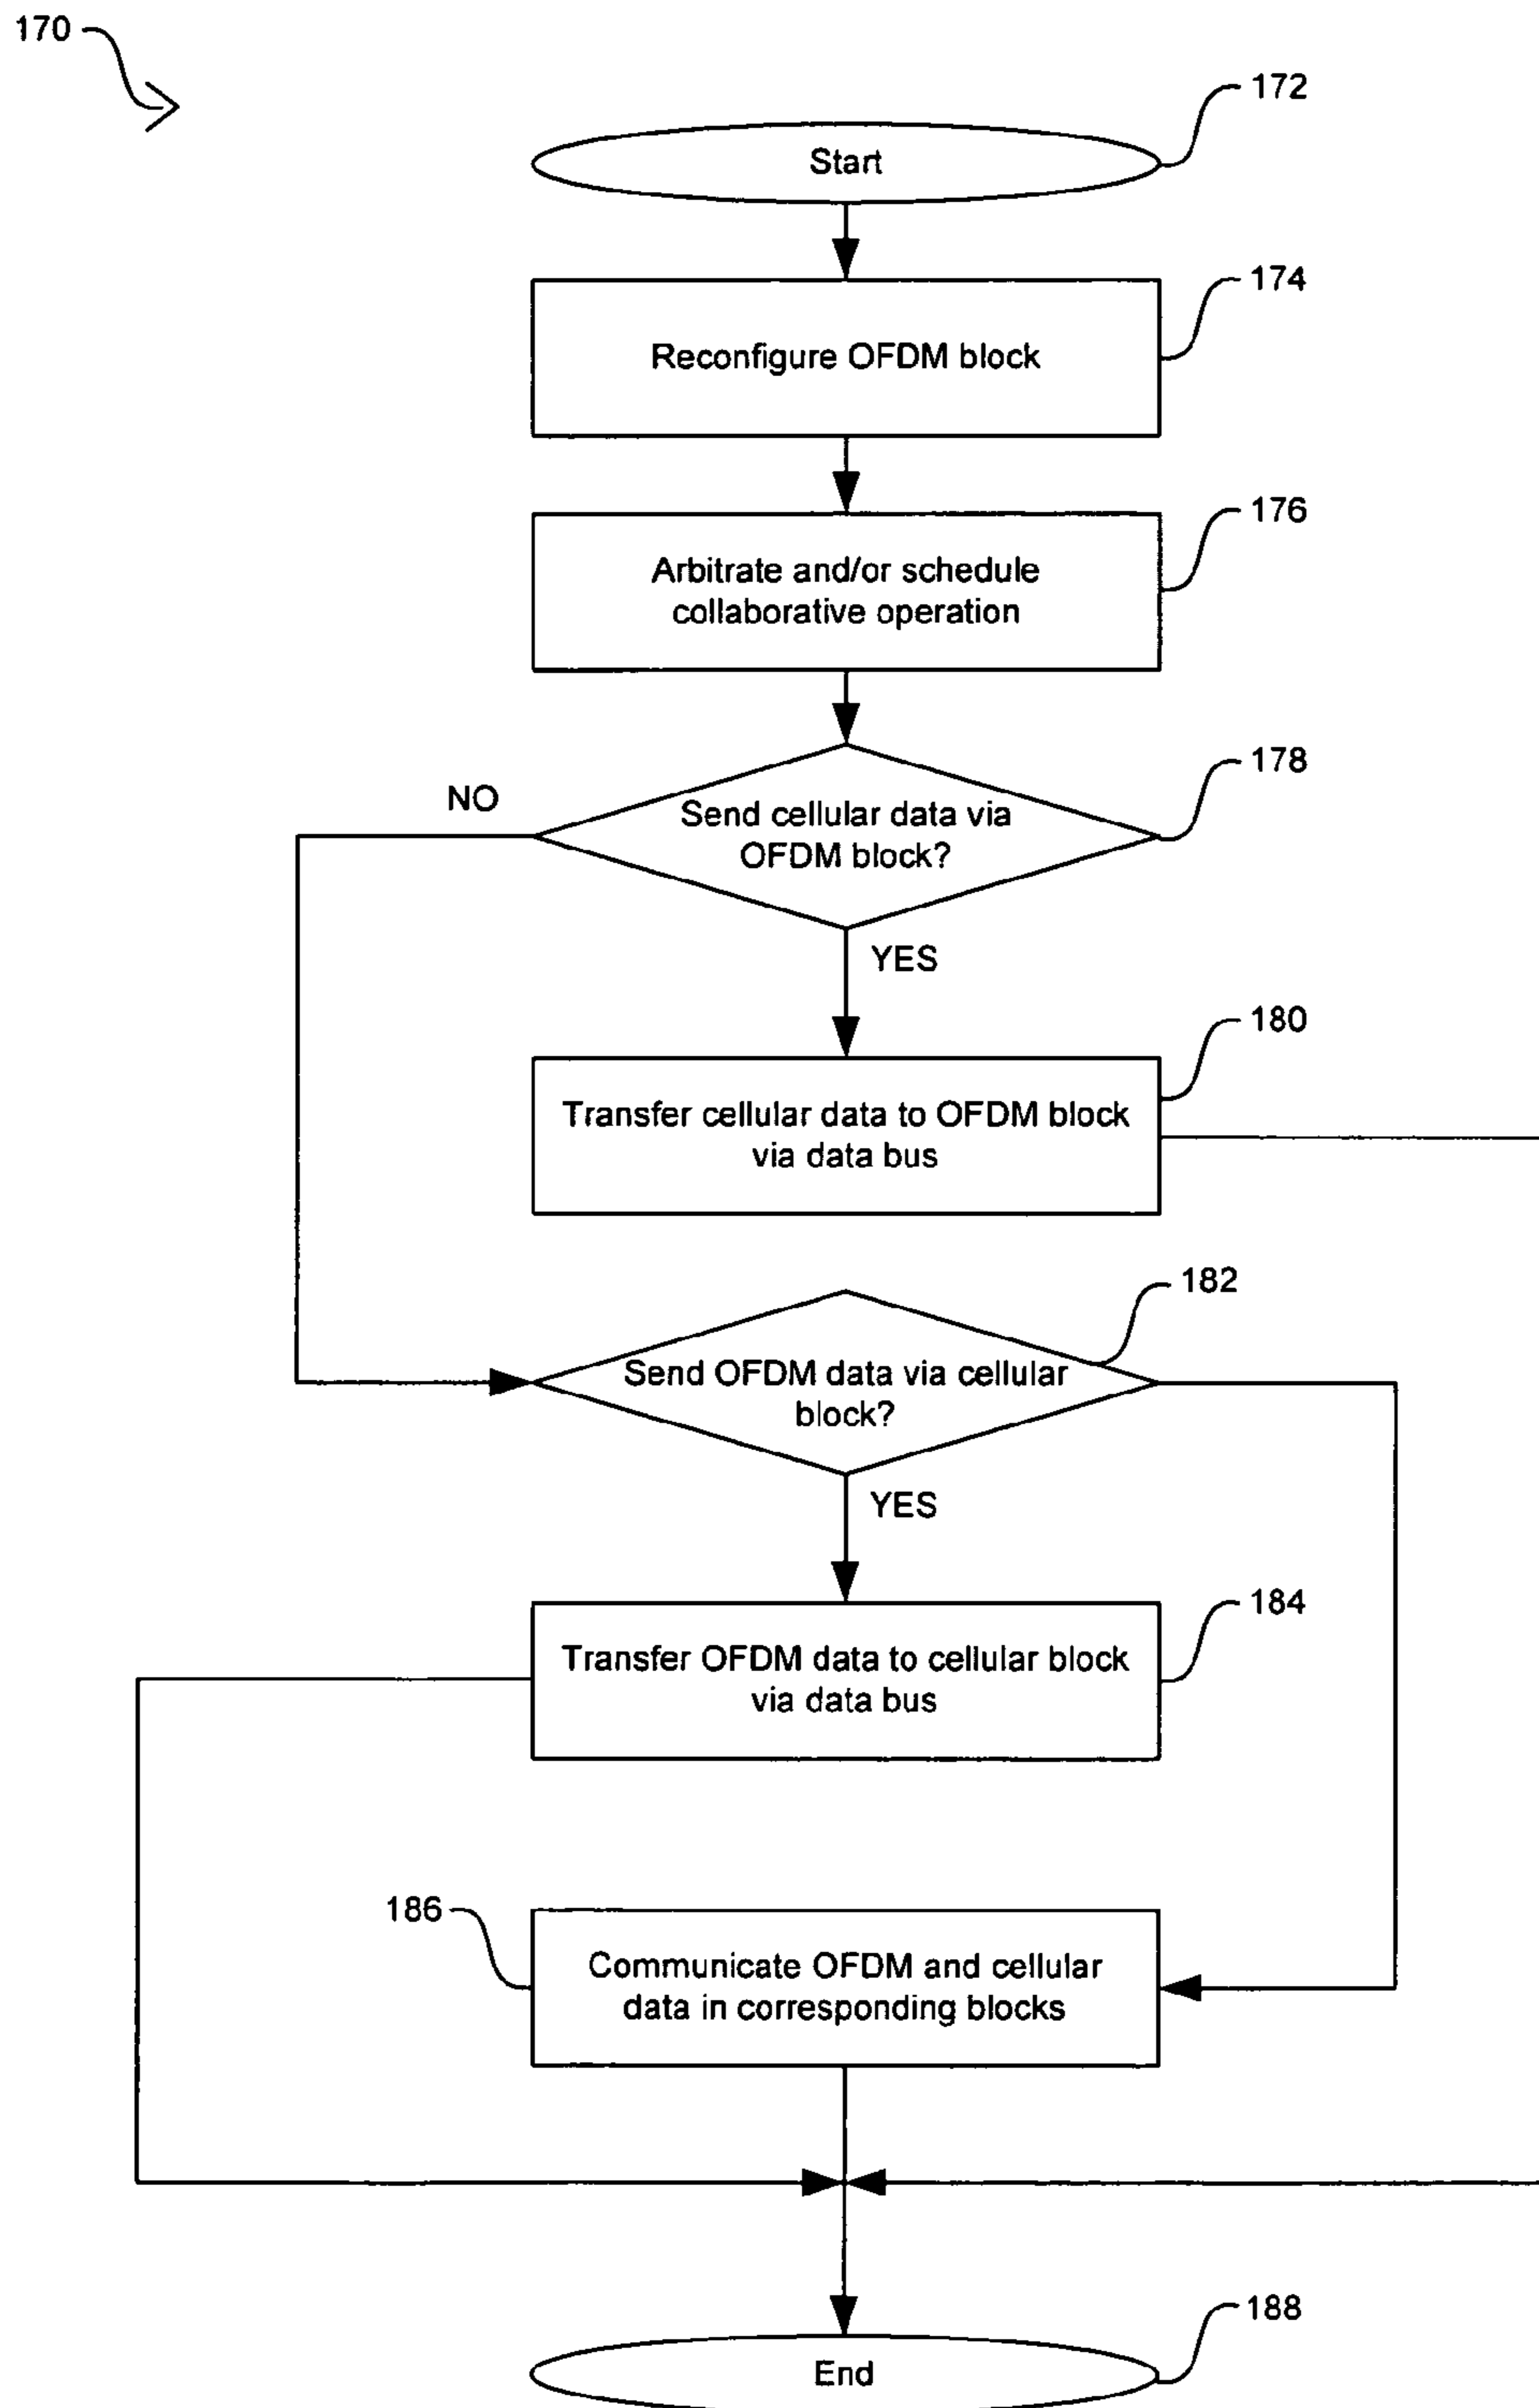 170
172
Start
174
Reconfigure OFDM block
176
Arbitrate and/or schedule
collaborative operation
178
NO
Send cellular data via
OFDM block?
YES
180
Transfer cellular data to OFDM block
via data bus
182
Send OFDM data via cellular
block?
YES
184
Transfer OFDM data to cellular block
via data bus
186
Communicate OFDM and cellular
data in corresponding blocks
188
End